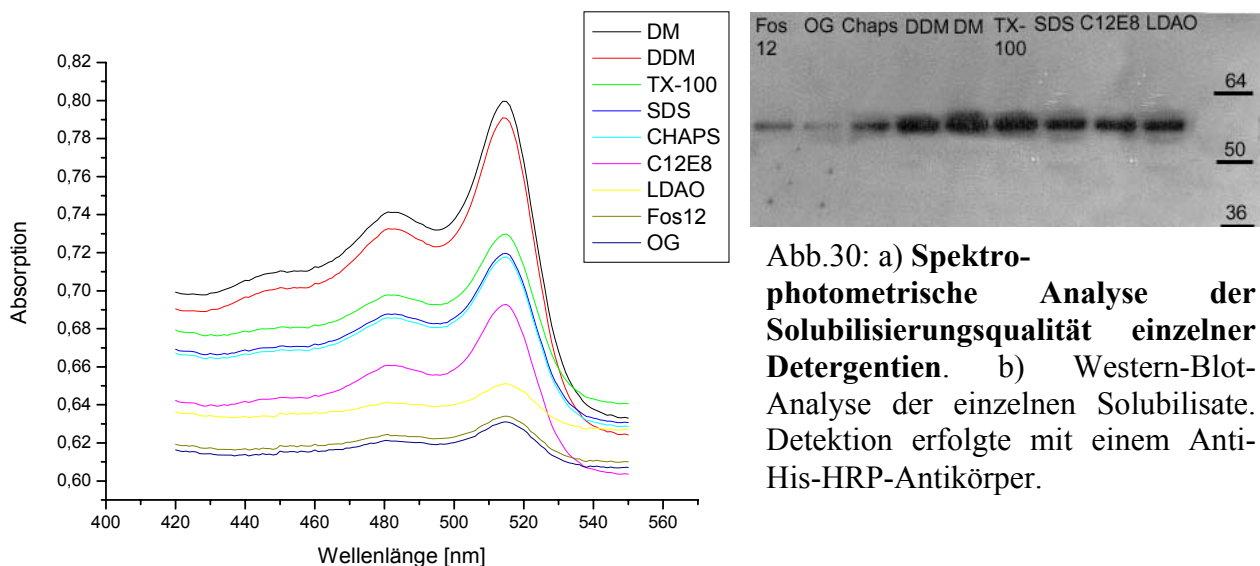 DM
DDM
TX-100
SDS
CHAPS
C12E8
LDAO
Fos12
OG
0,82
0,80
0,78
0,76
0,74
0,72
0,70
0,68
0,66
0,64
0,62
0,60
Absorption
400 420 440 460 480 500 520 540 560
Wellenlänge [nm]
Fos OG Chaps DDM DM TX- SDS C12E8 LDAO
12 100
64
50
36
Abb.30: a) Spektro-
photometrische Analyse der
Solubilisierungsqualität einzelner
Detergentien. b) Western-Blot-
Analyse der einzelnen Solubilisate.
Detektion erfolgte mit einem Anti-
His-HRP-Antikörper.